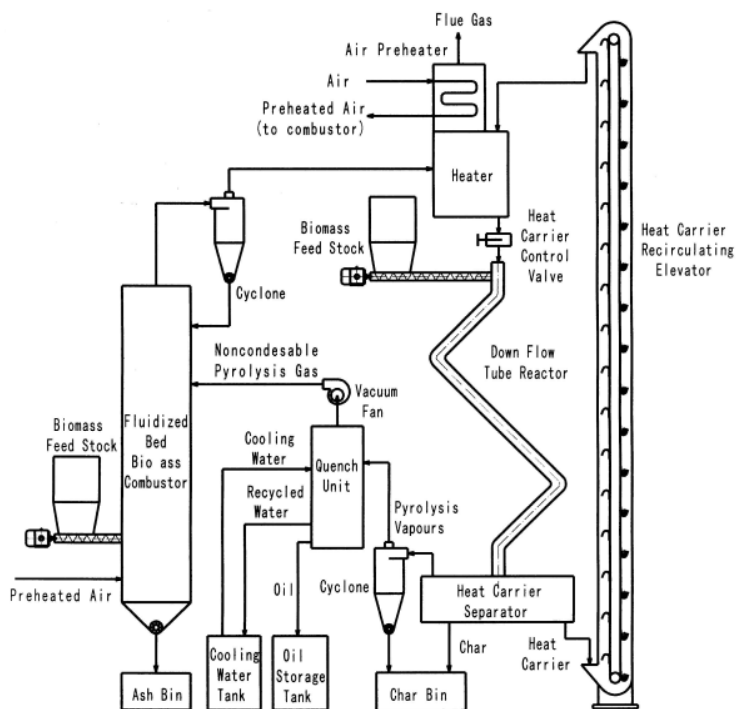 Flue Gas
Air Preheater
Air
Preheated Air
(to combustor)
Heater
Biomass
Feed Stock
Heat
Carrier
Control
Valve
Heat Carrier
Recirculating
Elevator
Cyclone
Down Flow
Tube Reactor
Noncondesable
Pyrolysis Gas
Vacuum
Fan
Biomass
Feed Stock
Fluidized
Bed
Bio ass
Combustor
Cooling
Water
Quench
Unit
Recycled
Water
Pyrolysis
Vapours
Preheated Air
Oil
Cyclone
Heat Carrier
Separator
Char
Heat
Carrier
Ash Bin
Cooling
Water
Tank
Oil
Storage
Tank
Char Bin